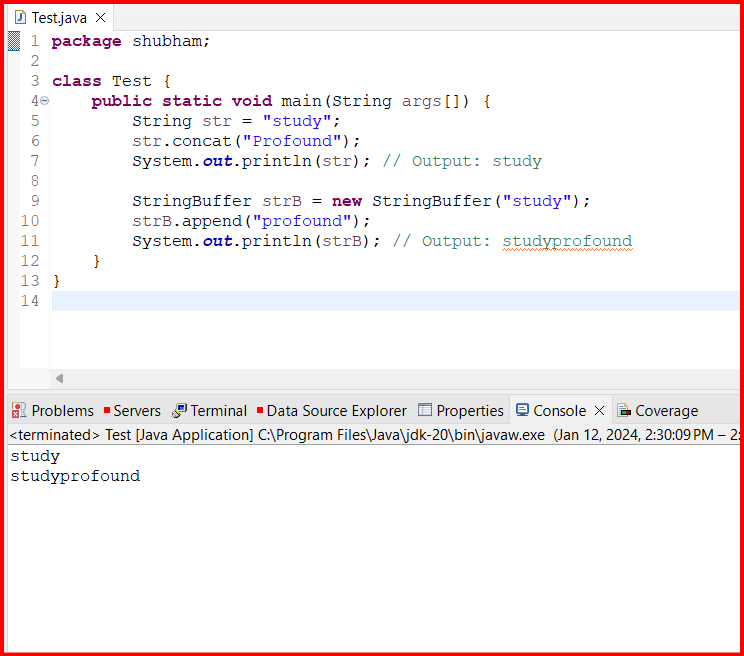 Test.java
1 package shubham;
2
3 class Test {
4 public static void main(String args[]) {
5 String str = "study";
6 str.concat("Profound");
7 System.out.println(str); // Output: study
8
9 StringBuffer strB = new StringBuffer("study");
10 strB.append("profound");
11 System.out.println(strB); // Output: studyprofound
12 }
13 }
14
Problems Servers Terminal Data Source Explorer Properties Console Coverage
<terminated> Test [Java Application] C:\Program Files\Java\jdk-20\bin\javaw.exe (Jan 12, 2024, 2:30:09 PM – 2:
study
studyprofound